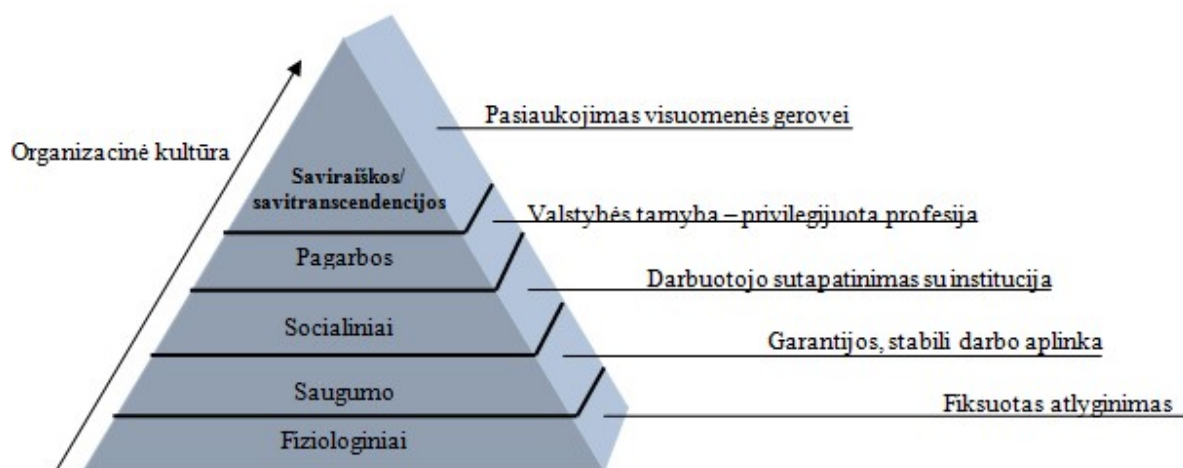 Pasiaukojimas visuomenės gerovei
Organizacinė kultūra
Saviraiškos/
savitranscendencijos
Valstybės tarnyba – privilegijuota profesija
Pagarbos
Darbuotojo sutapatinimas su institucija
Socialiniai
Garantijos, stabili darbo aplinka
Saugumo
Fiksuotas atlyginimas
Fiziologiniai